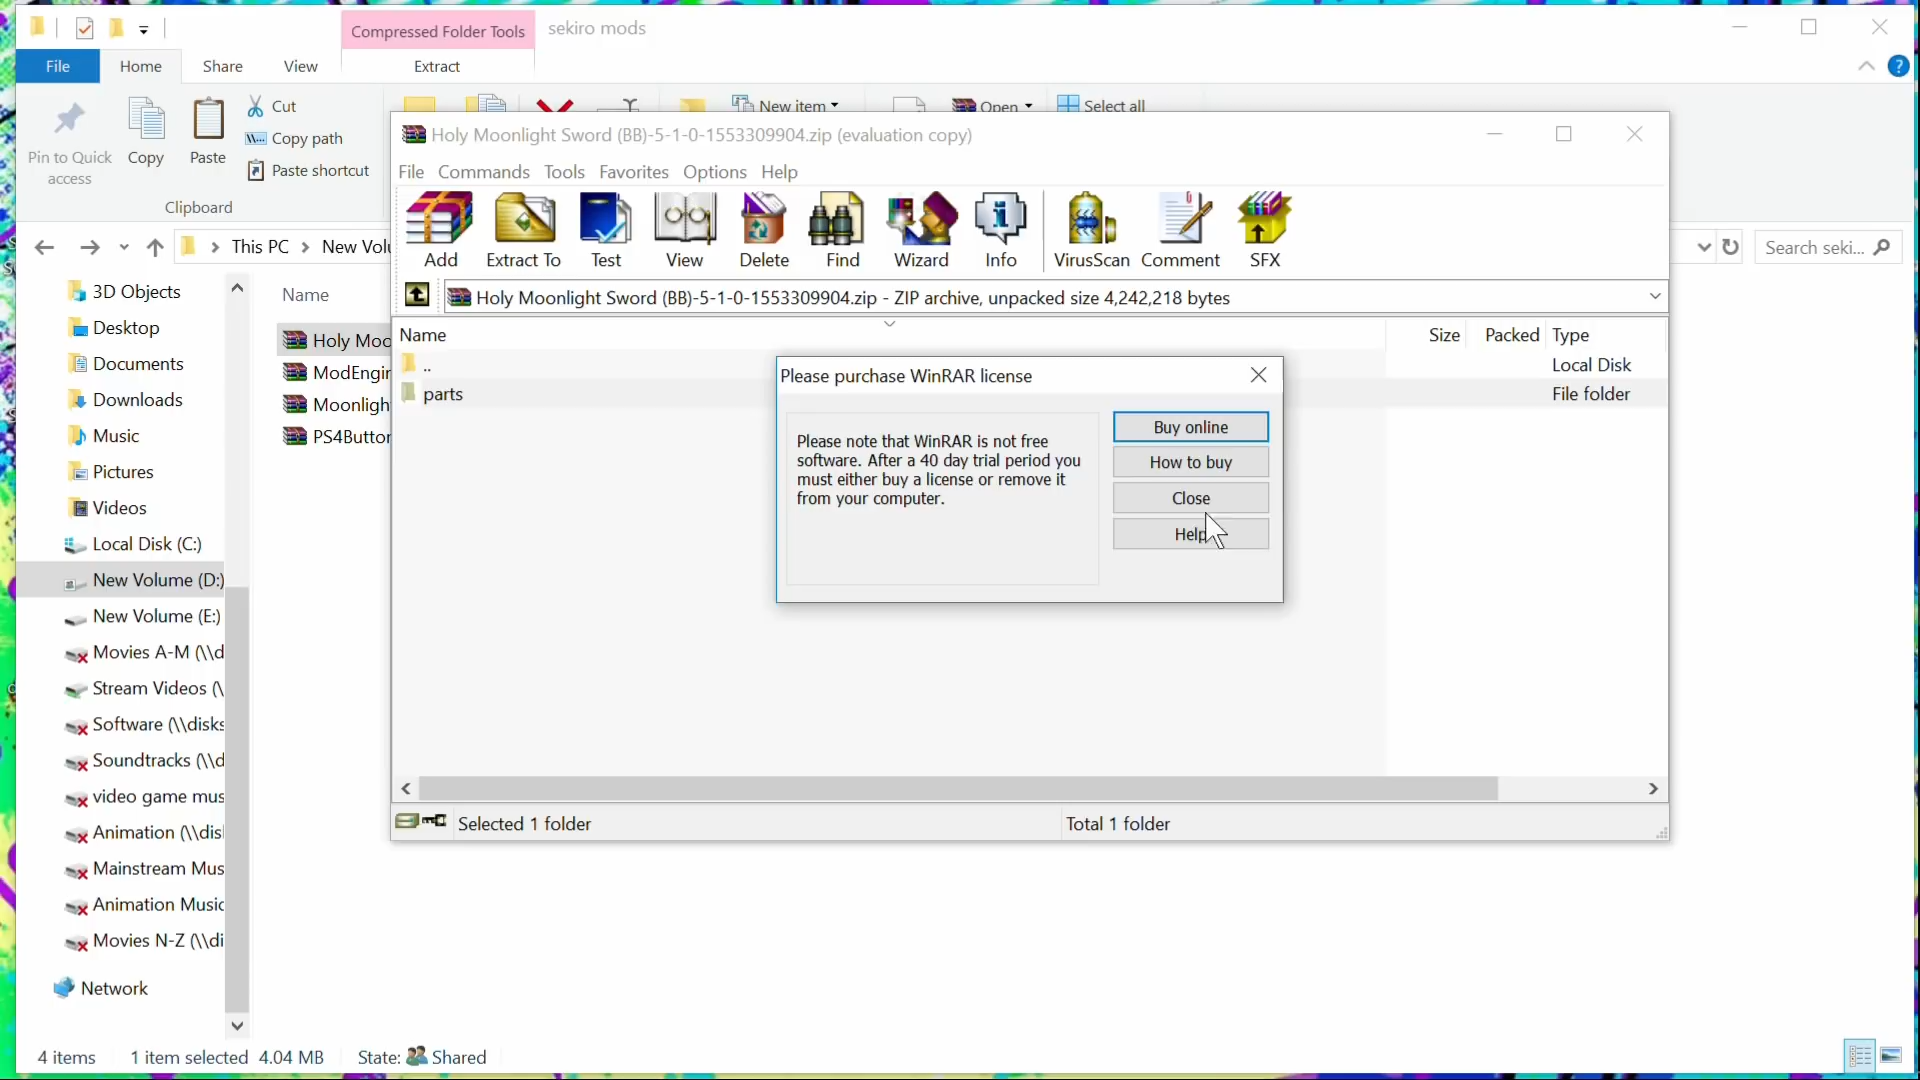 Compressed Folder Tools
sekiro mods
File
Home
Share
View
Extract
Pin to Quick
access
Copy
Paste
Cut
Copy path
Paste shortcut
Clipboard
New item
Open
Select all
This PC
New Volu
Search seki...
3D Objects
Desktop
Documents
Downloads
Music
Pictures
Videos
Local Disk (C:)
New Volume (D:)
New Volume (E:)
Movies A-M (\\d
Stream Videos (\
Software (\\disks
Soundtracks (\\d
video game mus
Animation (\\dis
Mainstream Mus
Animation Music
Movies N-Z (\\di
Network
Name
Holy Moo
ModEngin
Moonligh
PS4Button
4 items
1 item selected 4.04 MB
State: Shared
Holy Moonlight Sword (BB)-5-1-0-1553309904.zip (evaluation copy)
File Commands Tools Favorites Options Help
Add
Extract To
Test
View
Delete
Find
Wizard
Info
VirusScan
Comment
SFX
Holy Moonlight Sword (BB)-5-1-0-1553309904.zip - ZIP archive, unpacked size 4,242,218 bytes
Name
Size
Packed
Type
..
Local Disk
parts
File folder
Selected 1 folder
Total 1 folder
Please purchase WinRAR license
Please note that WinRAR is not free
software. After a 40 day trial period you
must either buy a license or remove it
from your computer.
Buy online
How to buy
Close
Help